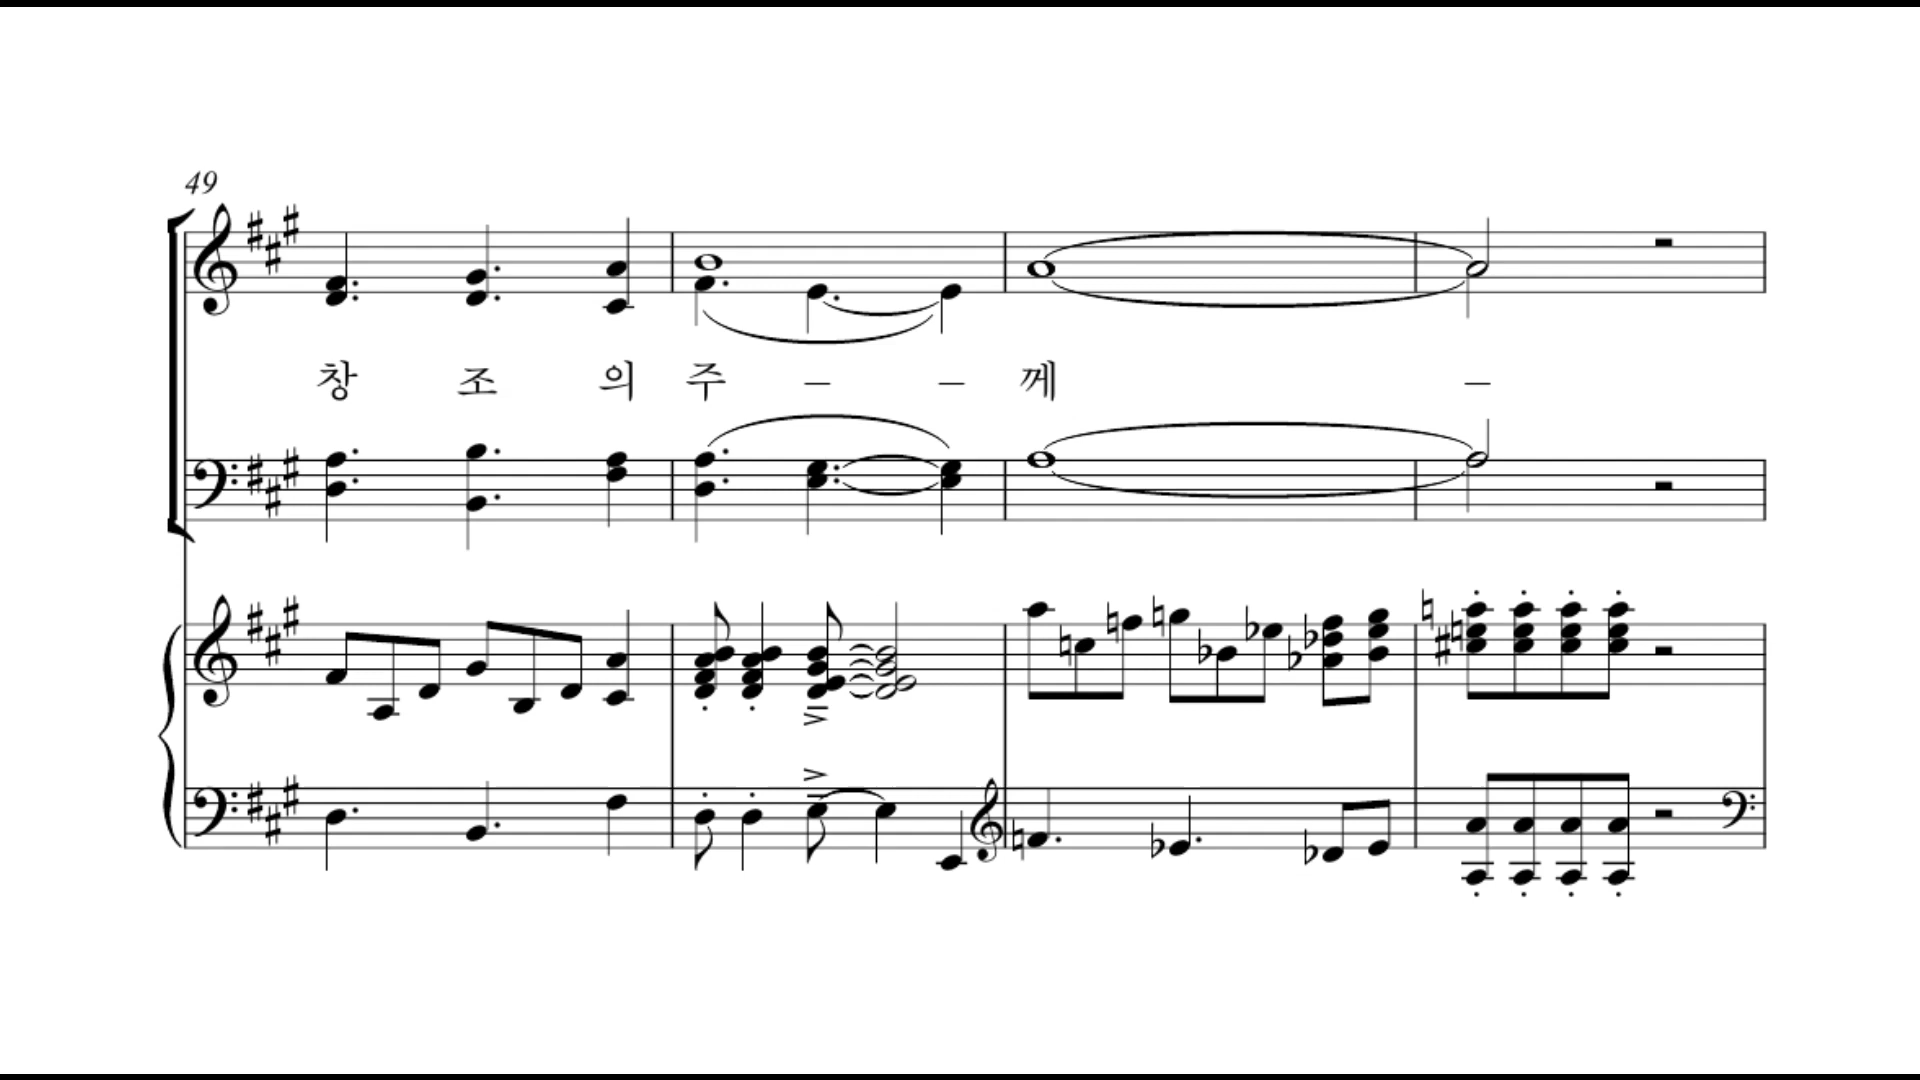 49
창 조 의 주 – – 께 –